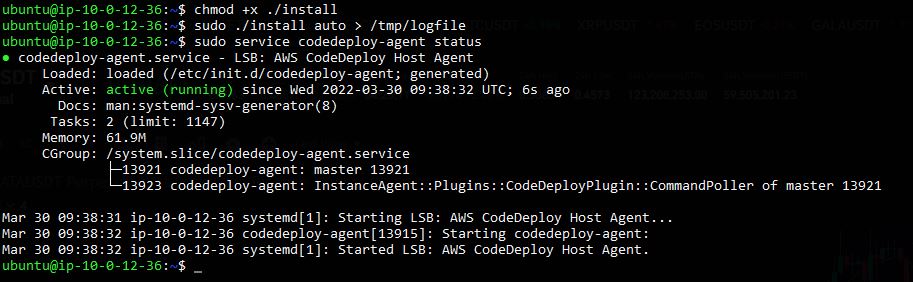 ubuntu@ip-10-0-12-36:~$ chmod +x ./install
ubuntu@ip-10-0-12-36:~$ sudo ./install auto > /tmp/logfile
ubuntu@ip-10-0-12-36:~$ sudo service codedeploy-agent status
● codedeploy-agent.service - LSB: AWS CodeDeploy Host Agent
Loaded: loaded (/etc/init.d/codedeploy-agent; generated)
Active: active (running) since Wed 2022-03-30 09:38:32 UTC; 6s ago
Docs: man:systemd-sysv-generator(8)
Tasks: 2 (limit: 1147)
Memory: 61.9M
CGroup: /system.slice/codedeploy-agent.service
├─13921 codedeploy-agent: master 13921
└─13923 codedeploy-agent: InstanceAgent::Plugins::CodeDeployPlugin::CommandPoller of master 13921
Mar 30 09:38:31 ip-10-0-12-36 systemd[1]: Starting LSB: AWS CodeDeploy Host Agent...
Mar 30 09:38:32 ip-10-0-12-36 codedeploy-agent[13915]: Starting codedeploy-agent:
Mar 30 09:38:32 ip-10-0-12-36 systemd[1]: Started LSB: AWS CodeDeploy Host Agent.
ubuntu@ip-10-0-12-36:~$ _